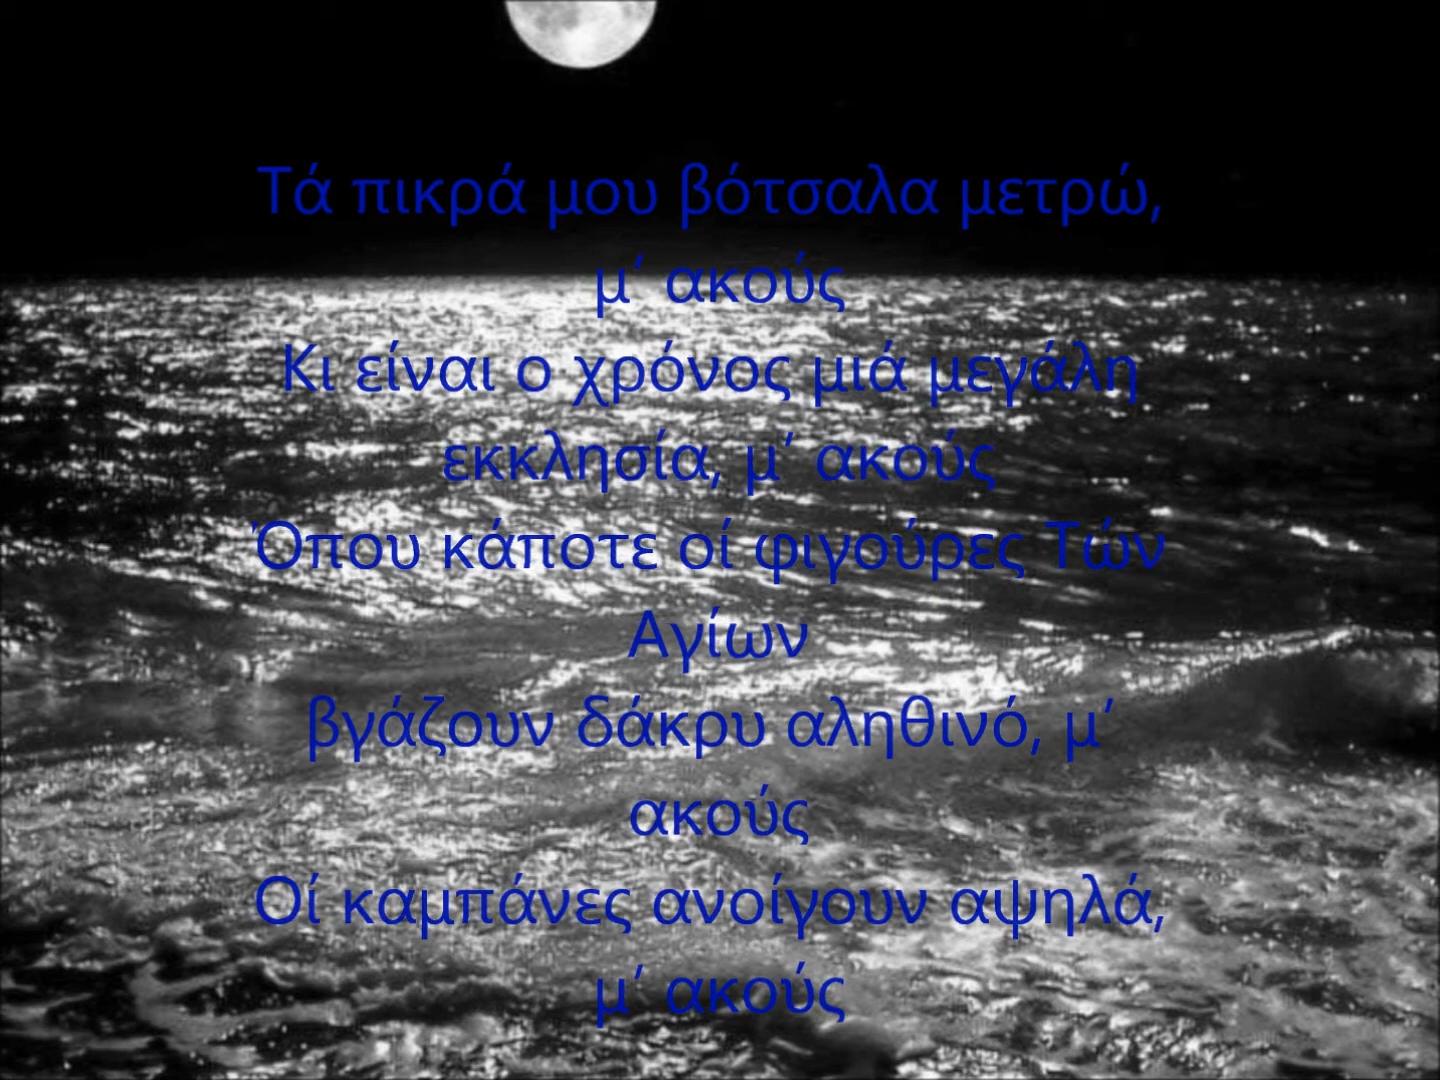 Τά πικρά μου βότσαλα μετρώ,
μ’ ακούς
Κι είναι ο χρόνος μιά μεγάλη
εκκλησία, μ’ ακούς
Όπου κάποτε οί φιγούρες Τών
Αγίων
βγάζουν δάκρυ αληθινό, μ’
ακούς
Οί καμπάνες ανοίγουν αψηλά,
μ’ ακούς